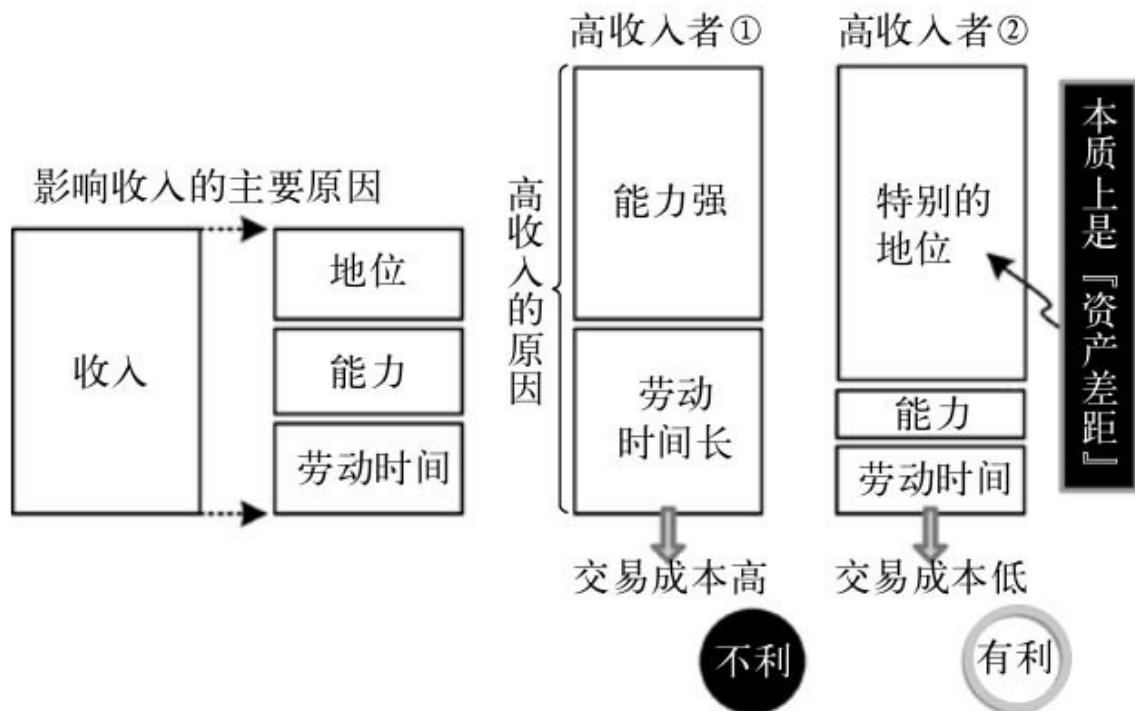 影响收入的主要原因
收入
地位
能力
劳动时间
高收入的原因
高收入者①
能力强
劳动
时间长
交易成本高
不利
高收入者②
特别的
地位
能力
劳动时间
交易成本低
有利
本质上是『资产差距』